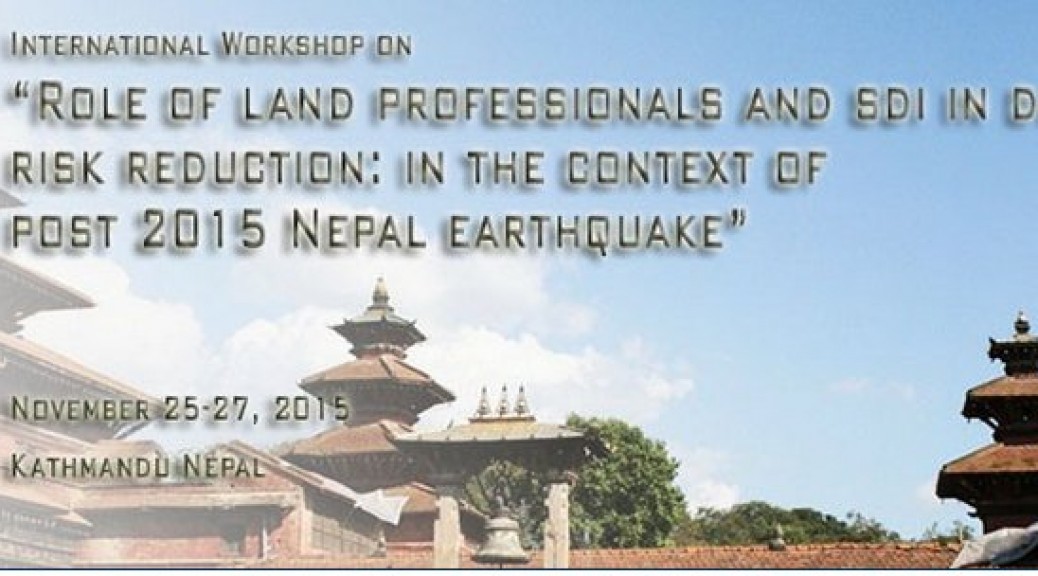 International Workshop on
“Role of land professionals and SDI in
risk reduction: in the context of
post 2015 Nepal earthquake”
November 25-27, 2015
Kathmandu Nepal